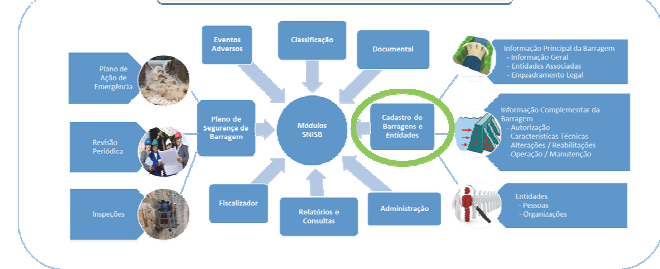 Eventos
Adversos
Classificação
Documental
Plano de
Ação de
Emergência
Revisão
Periódica
Inspeções
Plano de
Segurança da
Barragem
Módulos
SNISB
Cadastro de
Barragens e
Entidades
Fiscalizador
Relatórios e
Consultas
Administração
Informação Principal da Barragem
- Informação Geral
- Entidades Associadas
- Enquadramento Legal
Informação Complementar da
Barragem
- Autorização
- Características Técnicas
- Alterações / Reabilitações
- Operação / Manutenção
Entidades
- Pessoas
- Organizações